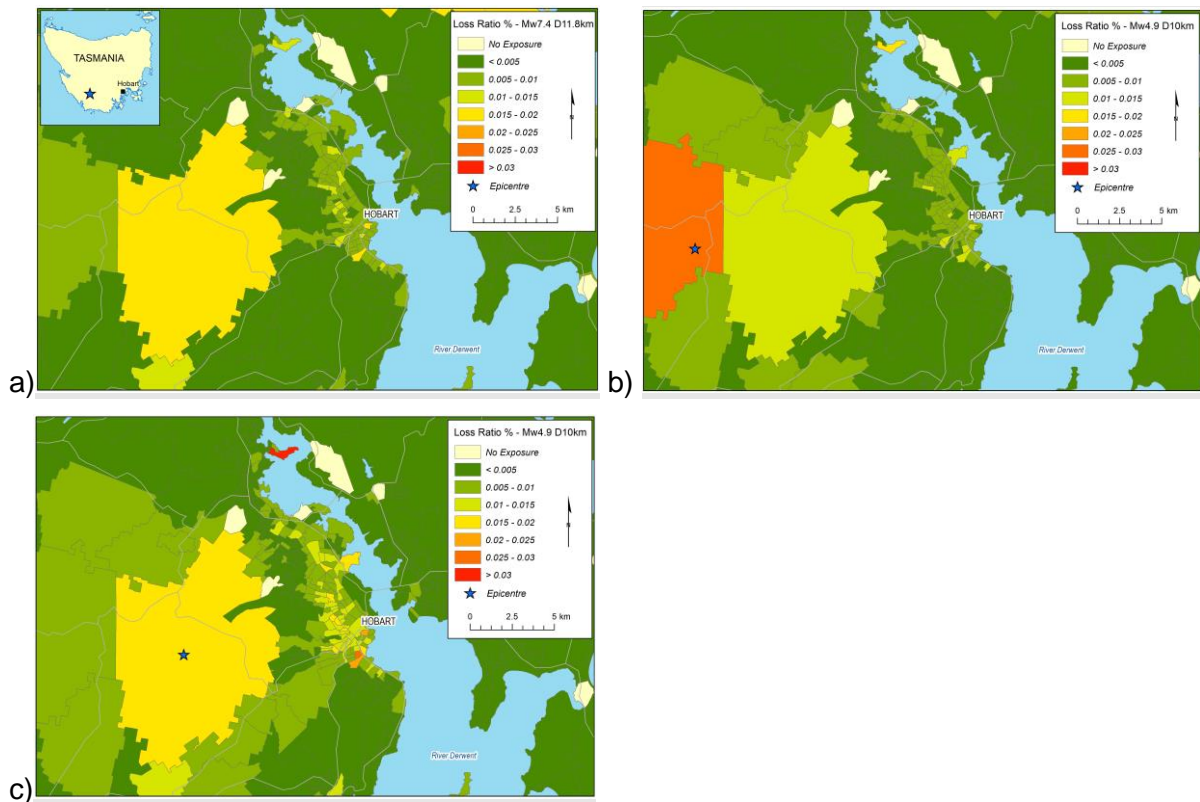 a)
TASMANIA
Hobart
Loss Ratio % - Mw7.4 D11.8km
No Exposure
< 0.005
0.005 - 0.01
0.01 - 0.015
0.015 - 0.02
0.02 - 0.025
0.025 - 0.03
> 0.03
Epicentre
0 2.5 5 km
N
HOBART
River Derwent
b)
Loss Ratio % - Mw4.9 D10km
No Exposure
< 0.005
0.005 - 0.01
0.01 - 0.015
0.015 - 0.02
0.02 - 0.025
0.025 - 0.03
> 0.03
Epicentre
0 2.5 5 km
N
HOBART
River Derwent
c)
Loss Ratio % - Mw4.9 D10km
No Exposure
< 0.005
0.005 - 0.01
0.01 - 0.015
0.015 - 0.02
0.02 - 0.025
0.025 - 0.03
> 0.03
Epicentre
0 2.5 5 km
N
HOBART
River Derwent